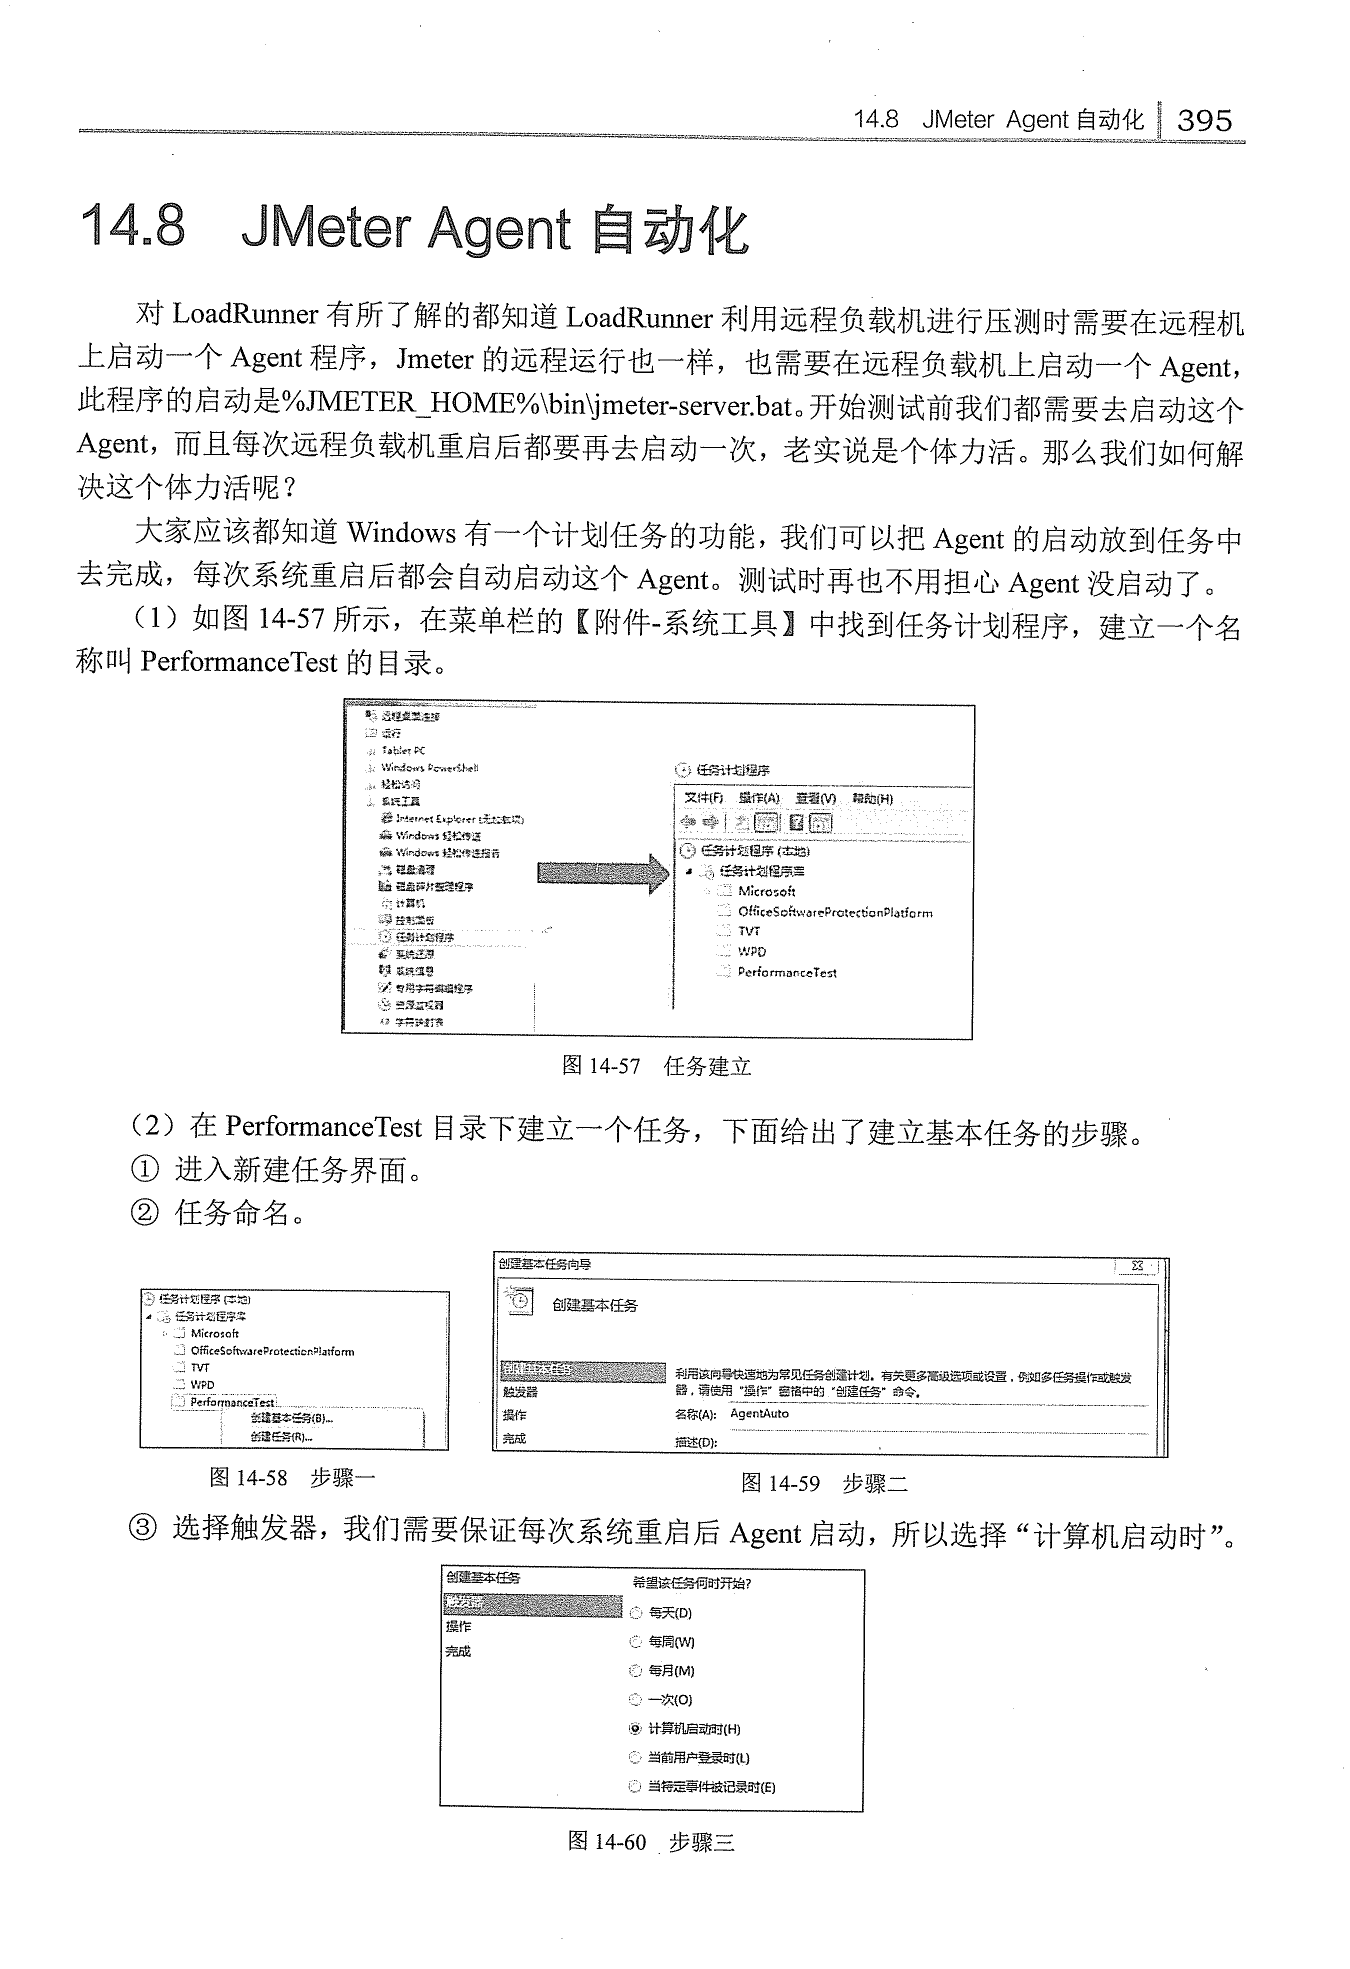 14.8 JMeter Agent 自动化 395
14.8 JMeter Agent 自动化
对 LoadRunner 有所了解的都知道 LoadRunner 利用远程负载机进行压测时需要在远程机
上启动一个 Agent 程序，Jmeter 的远程运行也一样，也需要在远程负载机上启动一个 Agent，
此程序的启动是%JMETER_HOME%\bin\jmeter-server.bat。开始测试前我们都需要去启动这个
Agent，而且每次远程负载机重启后都要再去启动一次，老实说是个体力活。那么我们如何解
决这个体力活呢？
大家应该都知道 Windows 有一个计划任务的功能，我们可以把 Agent 的启动放到任务中
去完成，每次系统重启后都会自动启动这个 Agent。测试时再也不用担心 Agent 没启动了。
（1）如图 14-57 所示，在菜单栏的【附件-系统工具】中找到任务计划程序，建立一个名
称叫 PerformanceTest 的目录。
远程桌面连接
运行
Tablet PC
Windows PowerShell
轻松访问
系统工具
Internet Explorer (无加载项)
Windows 轻松传送
Windows 轻松传送报告
磁盘清理
磁盘碎片整理程序
计算机
控制面板
任务计划程序
系统还原
系统信息
专用字符编辑程序
资源监视器
字符映射表
任务计划程序
文件(F) 操作(A) 查看(V) 帮助(H)
任务计划程序 (本地)
任务计划程序库
Microsoft
OfficeSoftwareProtectionPlatform
TVT
WPD
PerformanceTest
图 14-57 任务建立
（2）在 PerformanceTest 目录下建立一个任务，下面给出了建立基本任务的步骤。
① 进入新建任务界面。
② 任务命名。
任务计划程序 (本地)
任务计划程序库
Microsoft
OfficeSoftwareProtectionPlatform
TVT
WPD
PerformanceTest
创建基本任务(B)...
创建任务(R)...
图 14-58 步骤一
创建基本任务向导
创建基本任务
创建基本任务
触发器
操作
完成
利用该向导快速地为常见任务创建计划。有关更多高级选项或设置，例如多任务操作或触发
器，请使用“操作”窗格中的“创建任务”命令。
名称(A): AgentAuto
描述(D):
图 14-59 步骤二
③ 选择触发器，我们需要保证每次系统重启后 Agent 启动，所以选择“计算机启动时”。
创建基本任务
触发器
操作
完成
希望该任务何时开始?
每天(D)
每周(W)
每月(M)
一次(O)
计算机启动时(H)
当前用户登录时(L)
当特定事件被记录时(E)
图 14-60 步骤三